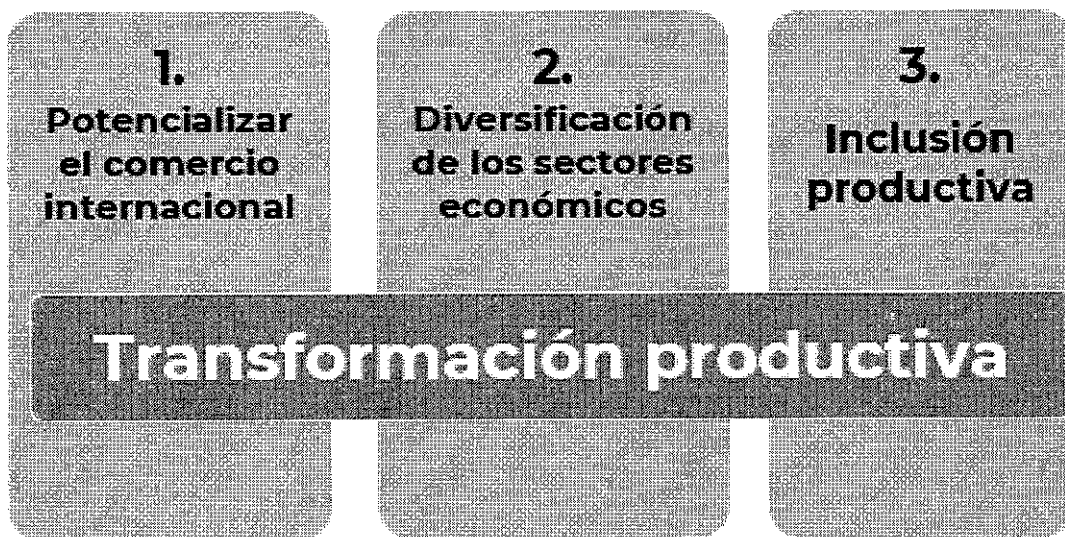 1.
Potencializar
el comercio
internacional
2.
Diversificación
de los sectores
económicos
3.
Inclusión
productiva
Transformación productiva